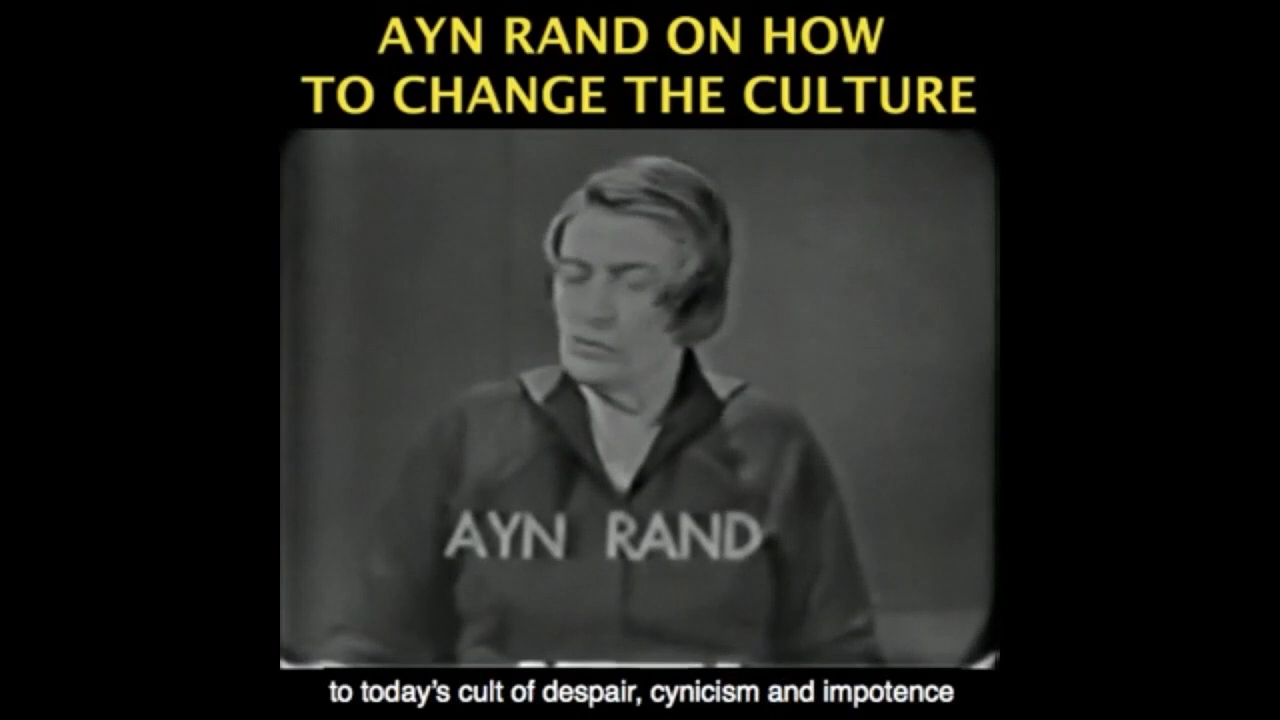 AYN RAND ON HOW
TO CHANGE THE CULTURE
AYN RAND
to today's cult of despair, cynicism and impotence